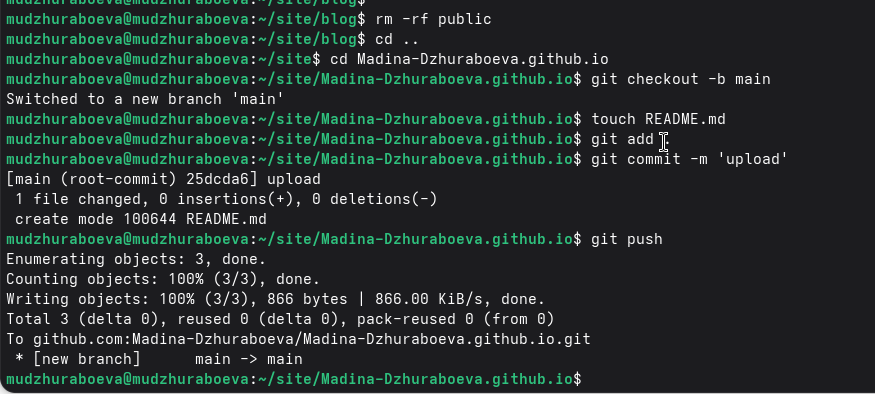 mudzhuraboeva@mudzhuraboeva:~/site/blog$
mudzhuraboeva@mudzhuraboeva:~/site/blog$ rm -rf public
mudzhuraboeva@mudzhuraboeva:~/site/blog$ cd ..
mudzhuraboeva@mudzhuraboeva:~/site$ cd Madina-Dzhuraboeva.github.io
mudzhuraboeva@mudzhuraboeva:~/site/Madina-Dzhuraboeva.github.io$ git checkout -b main
Switched to a new branch 'main'
mudzhuraboeva@mudzhuraboeva:~/site/Madina-Dzhuraboeva.github.io$ touch README.md
mudzhuraboeva@mudzhuraboeva:~/site/Madina-Dzhuraboeva.github.io$ git add
mudzhuraboeva@mudzhuraboeva:~/site/Madina-Dzhuraboeva.github.io$ git commit -m 'upload'
[main (root-commit) 25dcda6] upload
 1 file changed, 0 insertions(+), 0 deletions(-)
 create mode 100644 README.md
mudzhuraboeva@mudzhuraboeva:~/site/Madina-Dzhuraboeva.github.io$ git push
Enumerating objects: 3, done.
Counting objects: 100% (3/3), done.
Writing objects: 100% (3/3), 866 bytes | 866.00 KiB/s, done.
Total 3 (delta 0), reused 0 (delta 0), pack-reused 0 (from 0)
To github.com:Madina-Dzhuraboeva/Madina-Dzhuraboeva.github.io.git
 * [new branch]      main -> main
mudzhuraboeva@mudzhuraboeva:~/site/Madina-Dzhuraboeva.github.io$